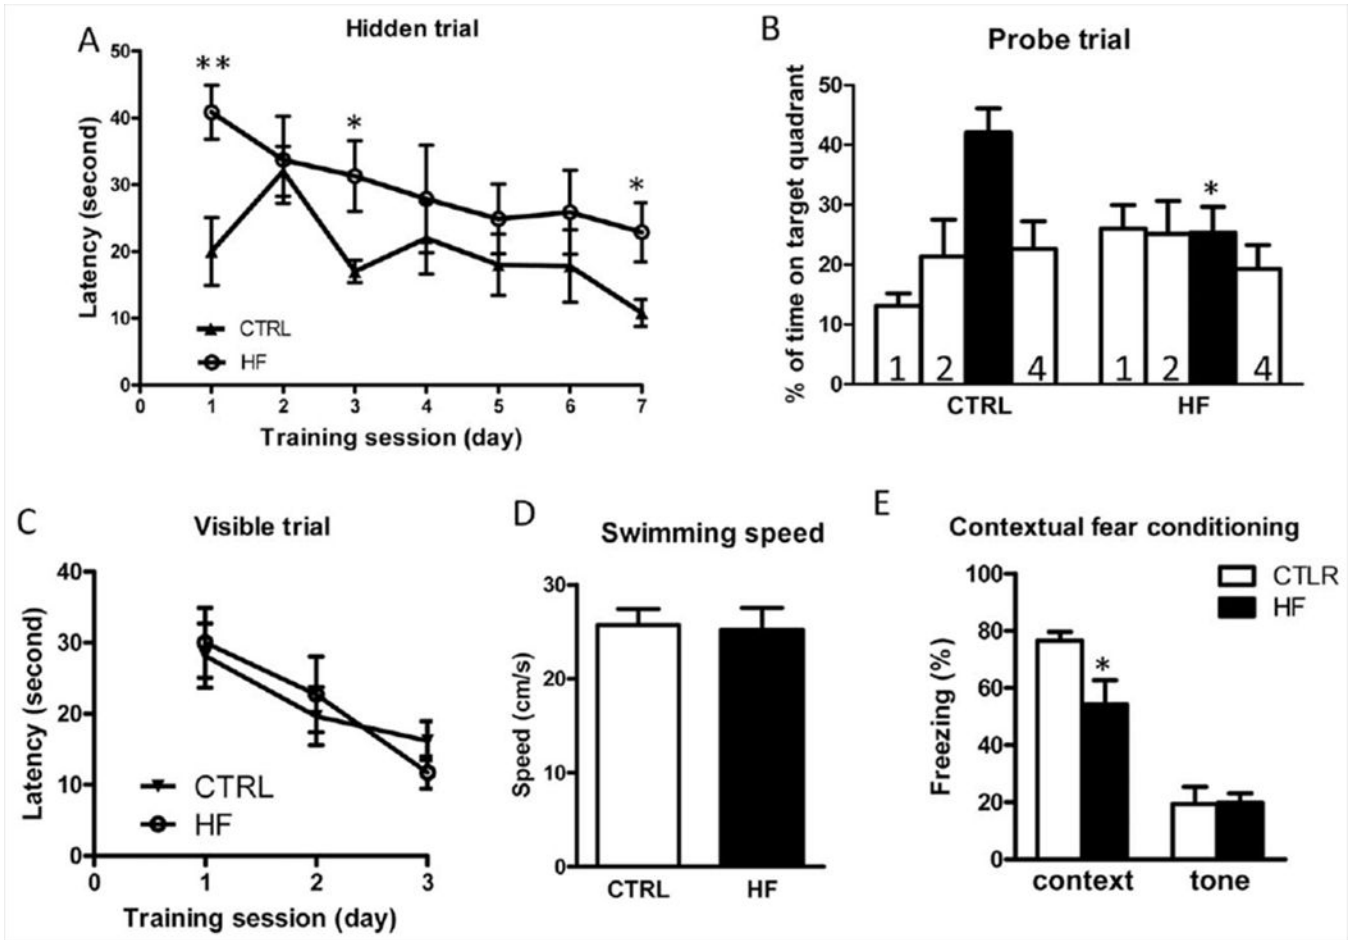 A
Hidden trial
Latency (second)
50
40
30
20
10
0
**
*
*
CTRL
HF
0 1 2 3 4 5 6 7
Training session (day)
B
Probe trial
% of time on target quadrant
50
40
30
20
10
0
*
1 2 4 1 2 4
CTRL HF
C
Visible trial
Latency (second)
40
30
20
10
0
CTRL
HF
0 1 2 3
Training session (day)
D
Swimming speed
Speed (cm/s)
30
20
10
0
CTRL HF
E
Contextual fear conditioning
CTLR
HF
Freezing (%)
100
80
60
40
20
0
*
context tone